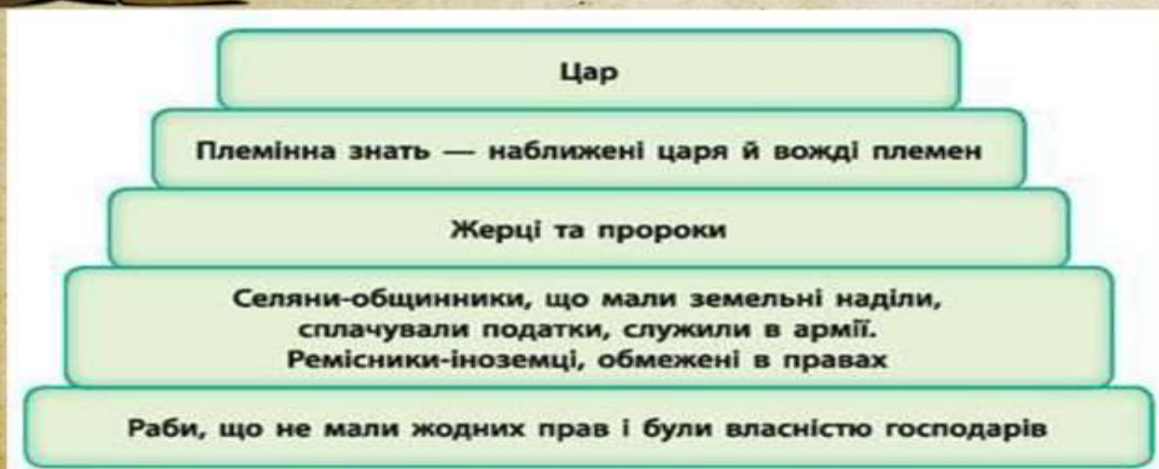 Цар
Племінна знать — наближені царя й вожді племен
Жерці та пророки
Селяни-общинники, що мали земельні наділи,
сплачували податки, служили в армії.
Ремісники-іноземці, обмежені в правах
Раби, що не мали жодних прав і були власністю господарів